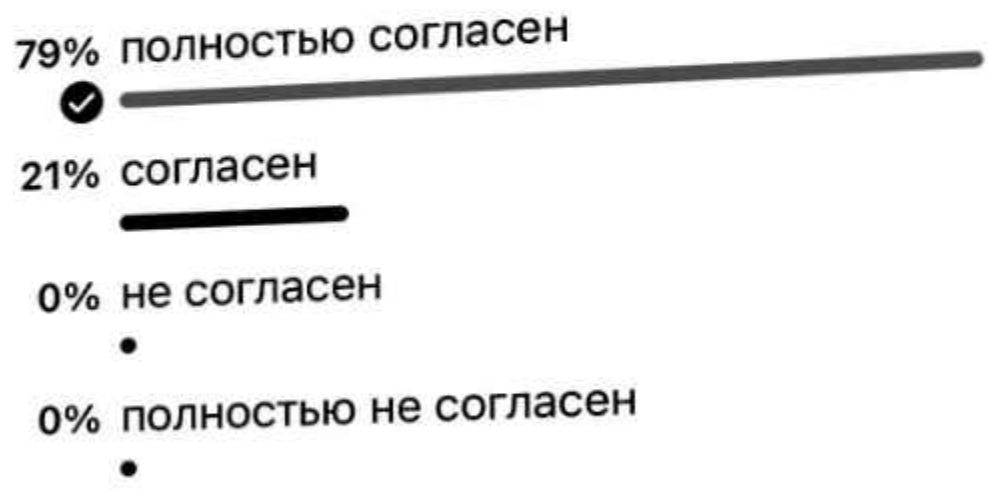 79% полностью согласен
21% согласен
0% не согласен
0% полностью не согласен